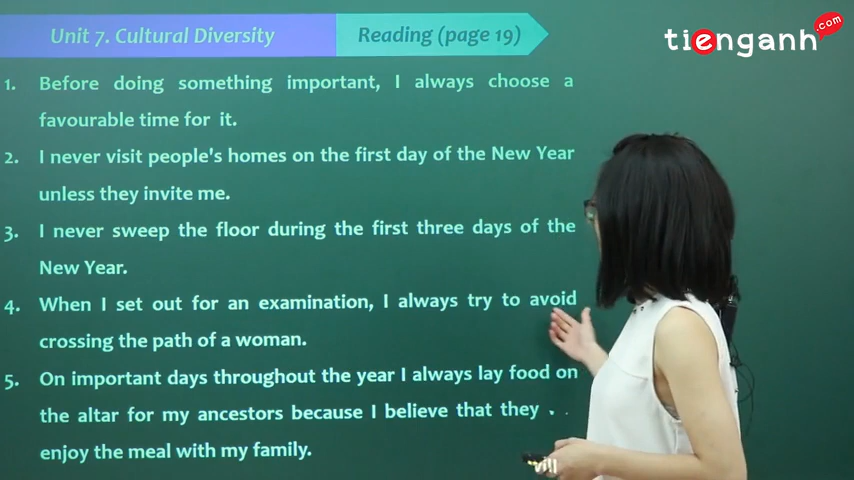 Unit 7. Cultural Diversity
Reading (page 19)
tienganh.com
1. Before doing something important, I always choose a
favourable time for it.
2. I never visit people's homes on the first day of the New Year
unless they invite me.
3. I never sweep the floor during the first three days of the
New Year.
4. When I set out for an examination, I always try to avoid
crossing the path of a woman.
5. On important days throughout the year I always lay food on
the altar for my ancestors because I believe that they
enjoy the meal with my family.